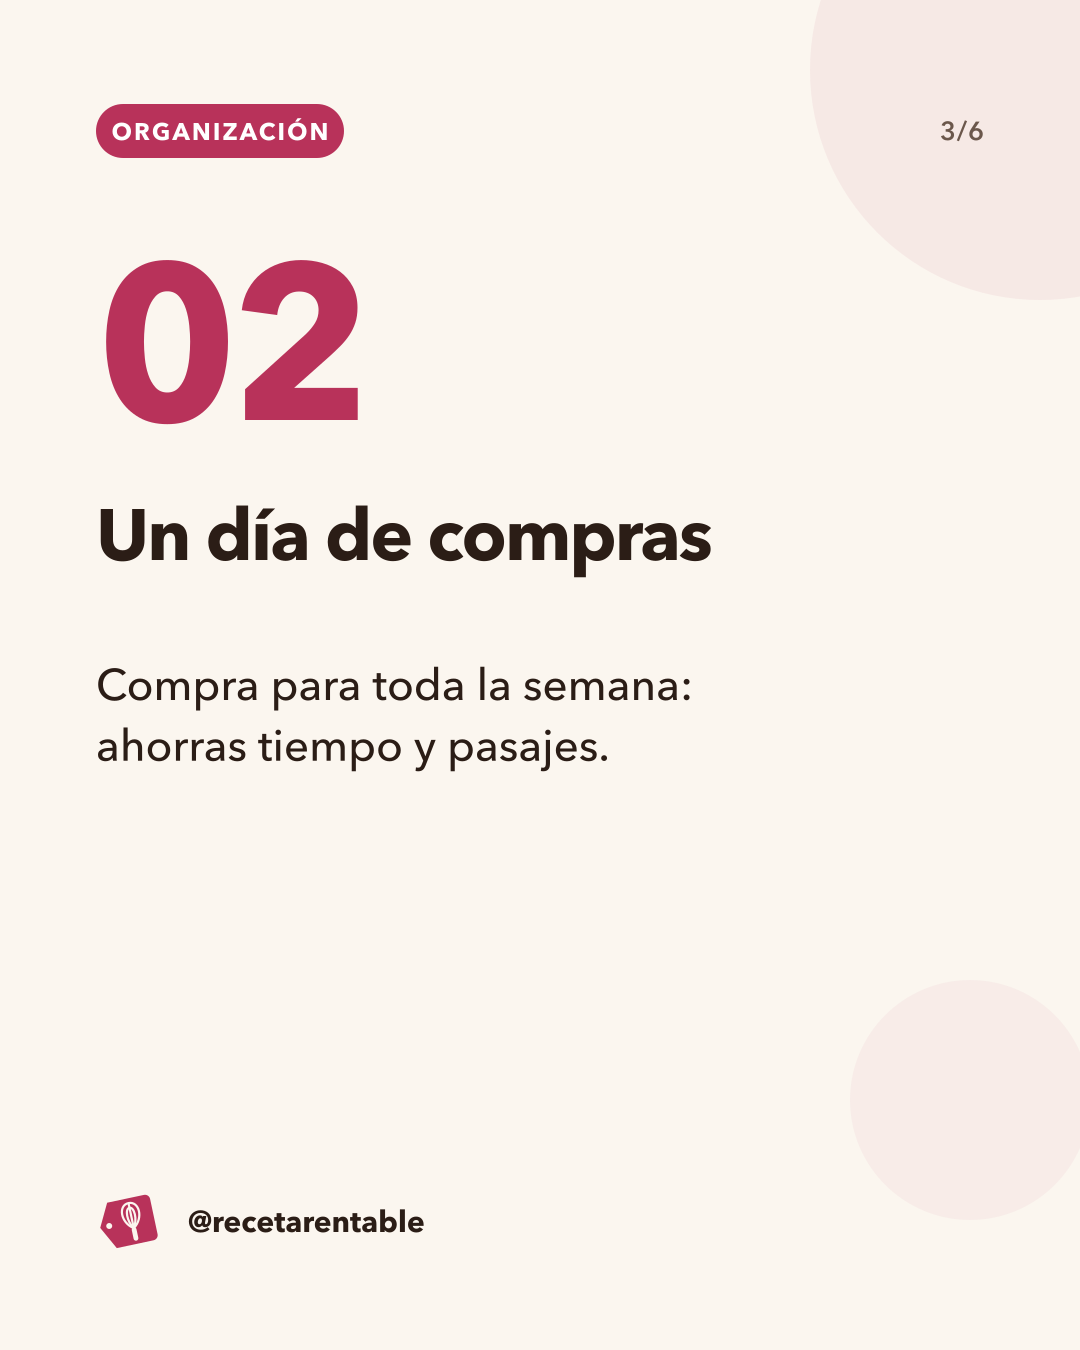 ORGANIZACIÓN
3/6
02
Un día de compras
Compra para toda la semana:
ahorras tiempo y pasajes.
@recetarentable